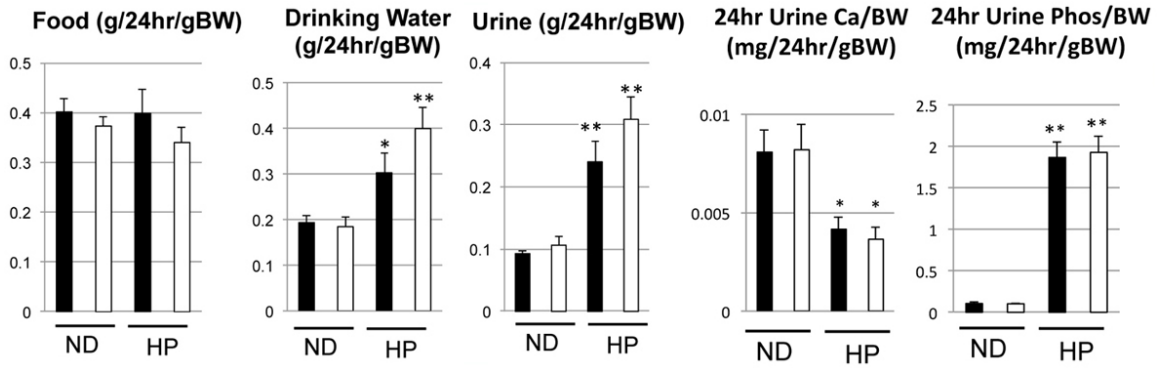 Food (g/24hr/gBW)
0.5
0.4
0.3
0.2
0.1
0
ND HP
Drinking Water
(g/24hr/gBW)
0.5
0.4
0.3
0.2
0.1
0
*
**
ND HP
Urine (g/24hr/gBW)
0.4
0.3
0.2
0.1
0
**
**
ND HP
24hr Urine Ca/BW
(mg/24hr/gBW)
0.01
0.005
0
* *
ND HP
24hr Urine Phos/BW
(mg/24hr/gBW)
2.5
2
1.5
1
0.5
0
** **
ND HP